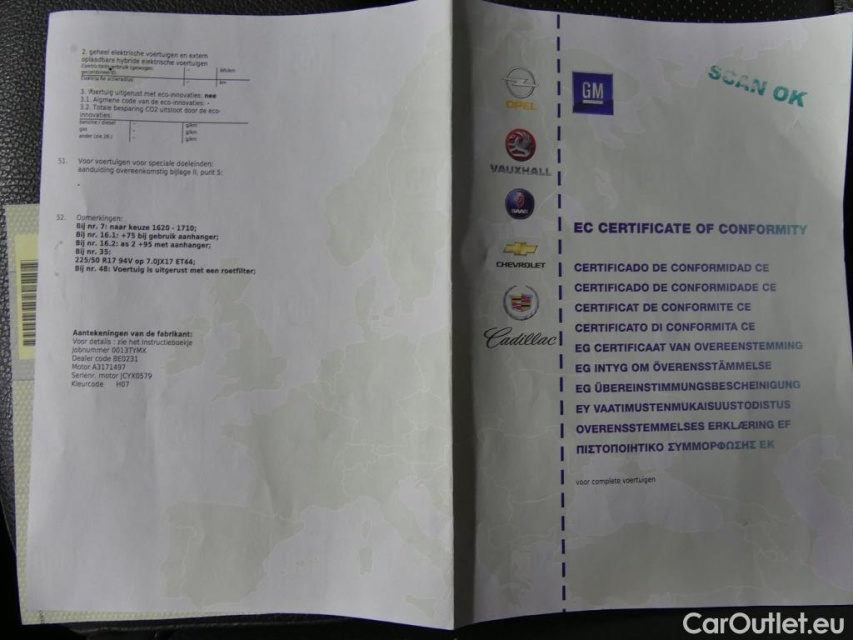 2. geheel elektrische voertuigen en extern
oplaadbare hybride elektrische voertuigen
3. Voertuig uitgerust met eco-innovaties: nee
3.1. Algmene code van de eco-innovaties: -
3.2. Totale besparing CO2 uitstoot door de eco-
innovaties:
51. Voor voertuigen voor speciale doeleinden:
aanduiding overeenkomstig bijlage II, punt 5:
-
52. Opmerkingen:
Bij nr. 7: naar keuze 1620 - 1710;
Bij nr. 16.1: +75 bij gebruik aanhanger;
Bij nr. 16.2: as 2 +95 met aanhanger;
Bij nr. 35:
225/50 R17 94V op 7.0JX17 ET44;
Bij nr. 48: Voertuig is uitgerust met een roetfilter;
Aantekeningen van de fabrikant:
Voor details : zie het Instructieboekje
Jobnummer 0013TYMX
Dealer code BE0231
Motor A3171497
Serienr. motor JCYX0579
Kleurcode H07
OPEL
VAUXHALL
SAAB
CHEVROLET
Cadillac
GM
SCAN OK
EC CERTIFICATE OF CONFORMITY
CERTIFICADO DE CONFORMIDAD CE
CERTIFICADO DE CONFORMIDADE CE
CERTIFICAT DE CONFORMITE CE
CERTIFICATO DI CONFORMITA CE
EG CERTIFICAAT VAN OVEREENSTEMMING
EG INTYG OM ÖVERENSSTÄMMELSE
EG ÜBEREINSTIMMUNGSBESCHEINIGUNG
EY VAATIMUSTENMUKAISUUSTODISTUS
OVERENSSTEMMELSES ERKLÆRING EF
ΠΙΣΤΟΠΟΙΗΤΙΚΟ ΣΥΜΜΟΡΦΩΣΗΣ ΕΚ
voor complete voertuigen
CarOutlet.eu